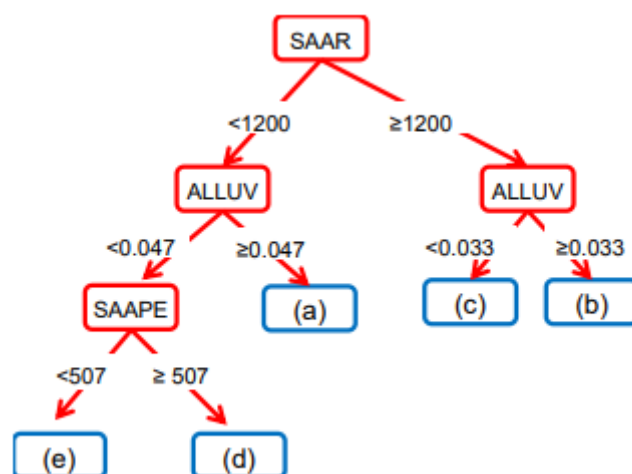 SAAR
<1200 ≥1200
ALLUV ALLUV
<0.047 ≥0.047 <0.033 ≥0.033
SAAPE (a) (c) (b)
<507 ≥ 507
(e) (d)